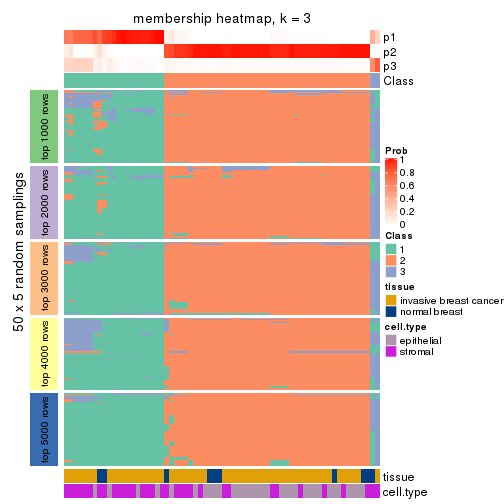 membership heatmap, k = 3
p1
p2
p3
Class
50 x 5 random samplings
top 1000 rows
top 2000 rows
top 3000 rows
top 4000 rows
top 5000 rows
Prob
1
0.8
0.6
0.4
0.2
0
Class
1
2
3
tissue
invasive breast cancer
normal breast
cell.type
epithelial
stromal
tissue
cell.type